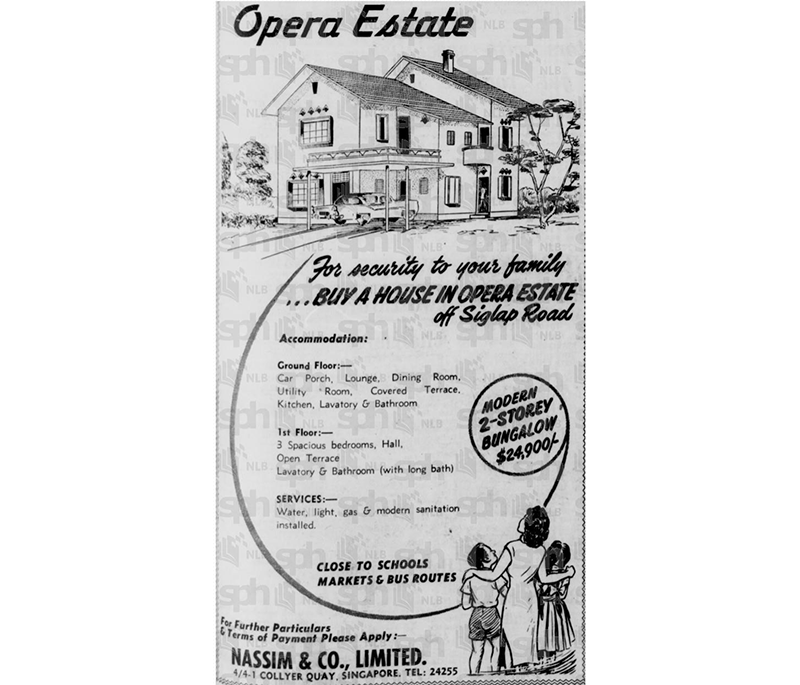 Opera Estate
For security to your family
...BUY A HOUSE IN OPERA ESTATE
off Siglap Road
Accommodation:
Ground Floor:—
Car Porch, Lounge, Dining Room,
Utility Room, Covered Terrace,
Kitchen, Lavatory & Bathroom
1st Floor:—
3 Spacious bedrooms, Hall,
Open Terrace
Lavatory & Bathroom (with long bath)
SERVICES:—
Water, light, gas & modern sanitation
installed.
MODERN
2-STOREY
BUNGALOW
$24,900/-
CLOSE TO SCHOOLS
MARKETS & BUS ROUTES
For Further Particulars
& Terms of Payment Please Apply:—
NASSIM & CO., LIMITED.
4/4-1 COLLYER QUAY, SINGAPORE. TEL: 24255
sph NLB